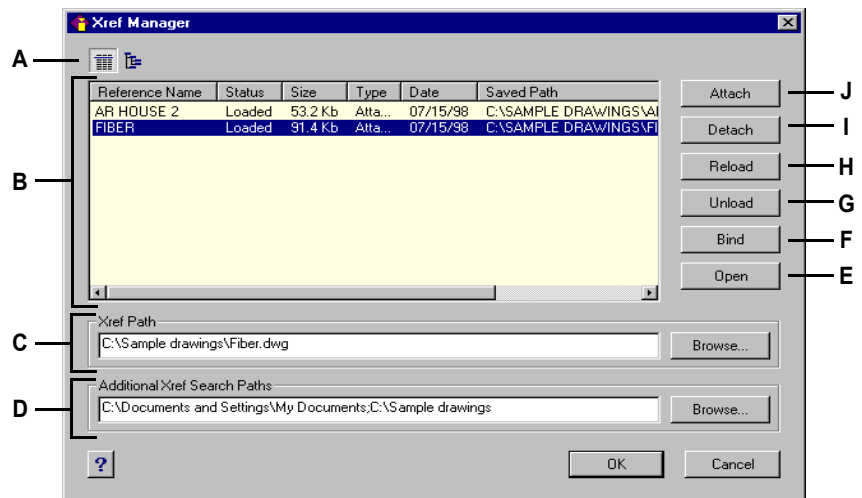 Xref Manager
A
Reference Name Status Size Type Date Saved Path
AR HOUSE 2 Loaded 53.2 Kb Atta... 07/15/98 C:\SAMPLE DRAWINGS\AI
FIBER Loaded 91.4 Kb Atta... 07/15/98 C:\SAMPLE DRAWINGS\FI
B
Attach J
Detach I
Reload H
Unload G
Bind F
Open E
Xref Path
C C:\Sample drawings\Fiber.dwg Browse...
Additional Xref Search Paths
D C:\Documents and Settings\My Documents;C:\Sample drawings Browse...
? OK Cancel